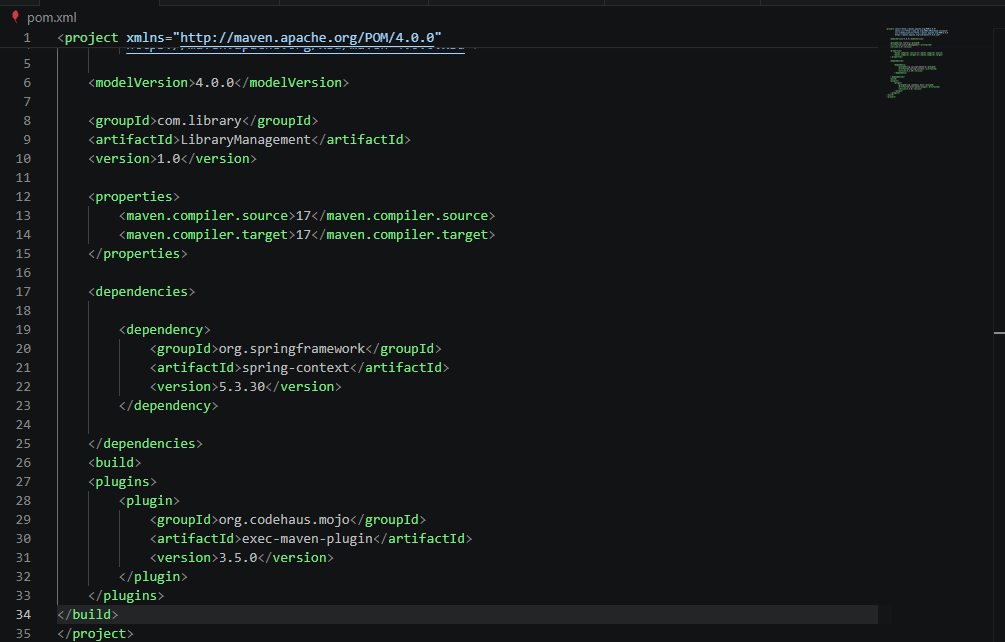 pom.xml
1 <project xmlns="http://maven.apache.org/POM/4.0.0"
5
6 <modelVersion>4.0.0</modelVersion>
7
8 <groupId>com.library</groupId>
9 <artifactId>LibraryManagement</artifactId>
10 <version>1.0</version>
11
12 <properties>
13 <maven.compiler.source>17</maven.compiler.source>
14 <maven.compiler.target>17</maven.compiler.target>
15 </properties>
16
17 <dependencies>
18
19 <dependency>
20 <groupId>org.springframework</groupId>
21 <artifactId>spring-context</artifactId>
22 <version>5.3.30</version>
23 </dependency>
24
25 </dependencies>
26 <build>
27 <plugins>
28 <plugin>
29 <groupId>org.codehaus.mojo</groupId>
30 <artifactId>exec-maven-plugin</artifactId>
31 <version>3.5.0</version>
32 </plugin>
33 </plugins>
34 </build>
35 </project>